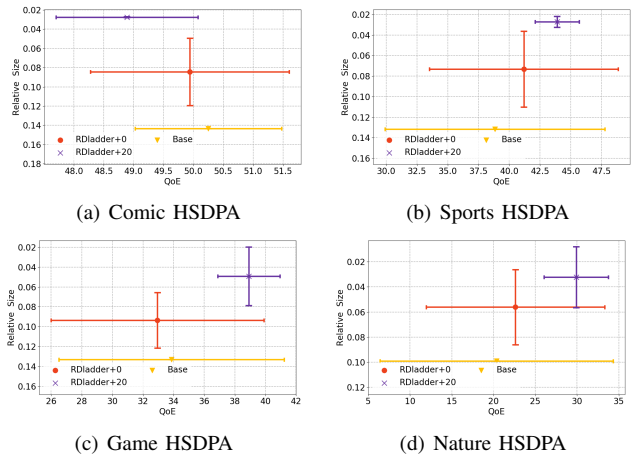 0.02
0.04
0.06
0.08
0.10
0.12
0.14
0.16
0.18
Relative Size
48.0 48.5 49.0 49.5 50.0 50.5 51.0 51.5
QoE
RDladder+0
RDladder+20
Base
(a) Comic HSDPA
0.02
0.04
0.06
0.08
0.10
0.12
0.14
0.16
Relative Size
30.0 32.5 35.0 37.5 40.0 42.5 45.0 47.5
QoE
RDladder+0
RDladder+20
Base
(b) Sports HSDPA
0.02
0.04
0.06
0.08
0.10
0.12
0.14
0.16
Relative Size
26 28 30 32 34 36 38 40 42
QoE
RDladder+0
RDladder+20
Base
(c) Game HSDPA
0.02
0.04
0.06
0.08
0.10
0.12
Relative Size
5 10 15 20 25 30 35
QoE
RDladder+0
RDladder+20
Base
(d) Nature HSDPA